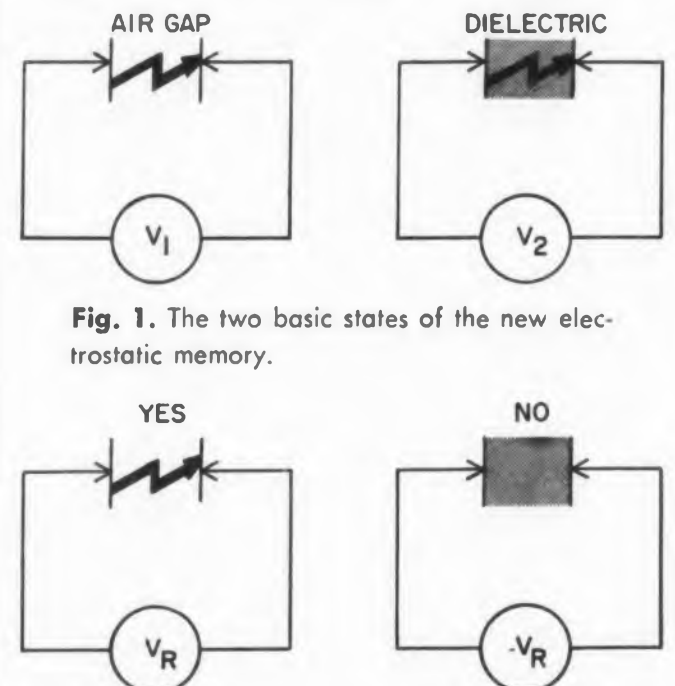 AIR GAP
DIELECTRIC
V1
V2
Fig. 1. The two basic states of the new elec-
trostatic memory.
YES
NO
VR
-VR